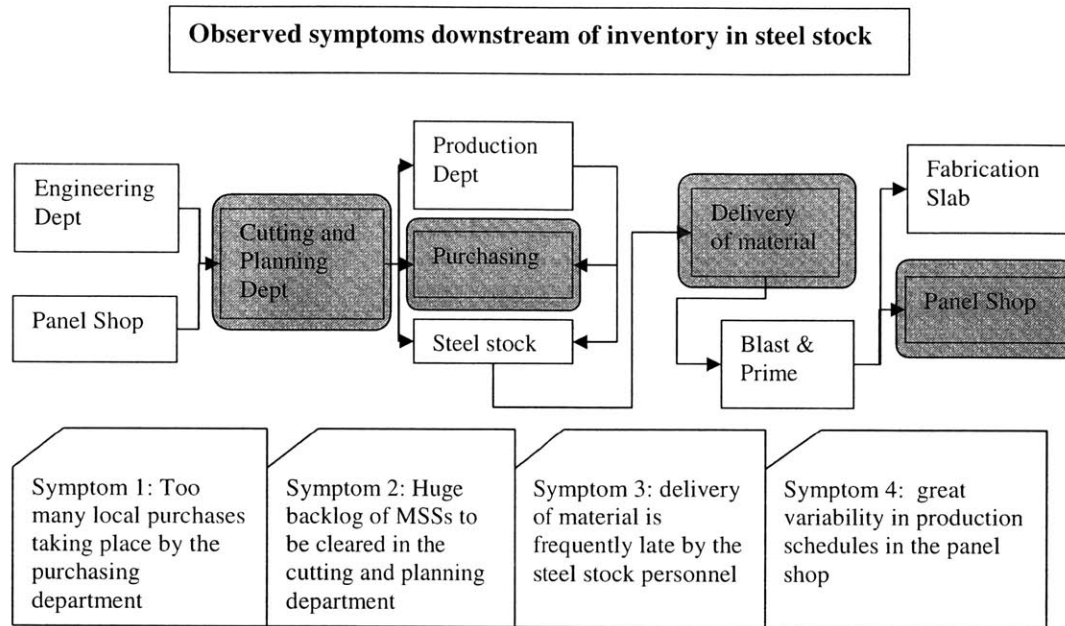 Observed symptoms downstream of inventory in steel stock
Engineering
Dept
Panel Shop
Cutting and
Planning
Dept
Production
Dept
Purchasing
Steel stock
Delivery
of material
Blast &
Prime
Fabrication
Slab
Panel Shop
Symptom 1: Too
many local purchases
taking place by the
purchasing
department
Symptom 2: Huge
backlog of MSSs to
be cleared in the
cutting and planning
department
Symptom 3: delivery
of material is
frequently late by the
steel stock personnel
Symptom 4:  great
variability in production
schedules in the panel
shop